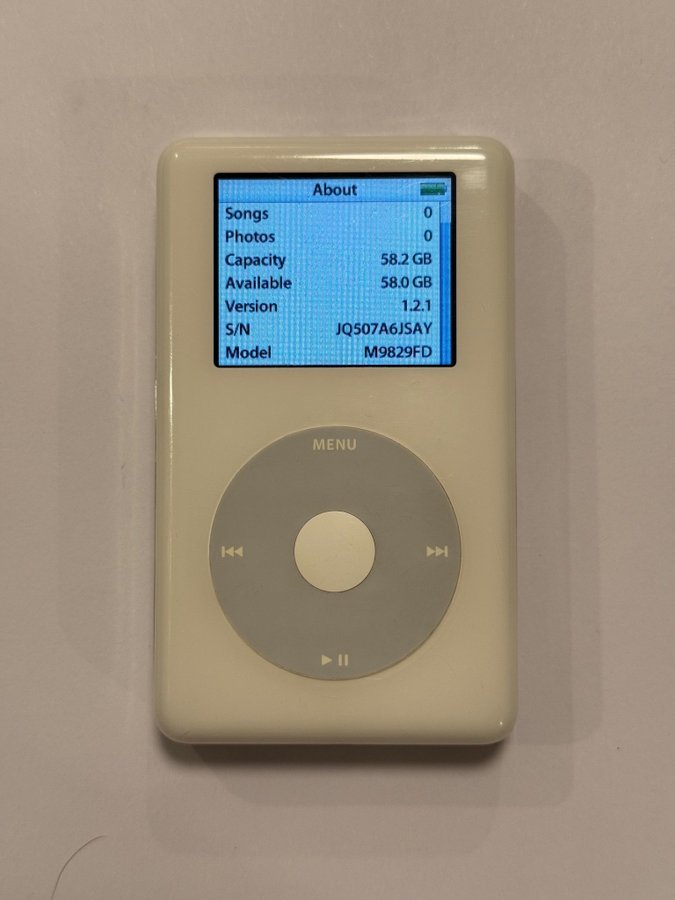 About
Songs 0
Photos 0
Capacity 58.2 GB
Available 58.0 GB
Version 1.2.1
S/N JQ507A6JSAY
Model M9829FD
MENU